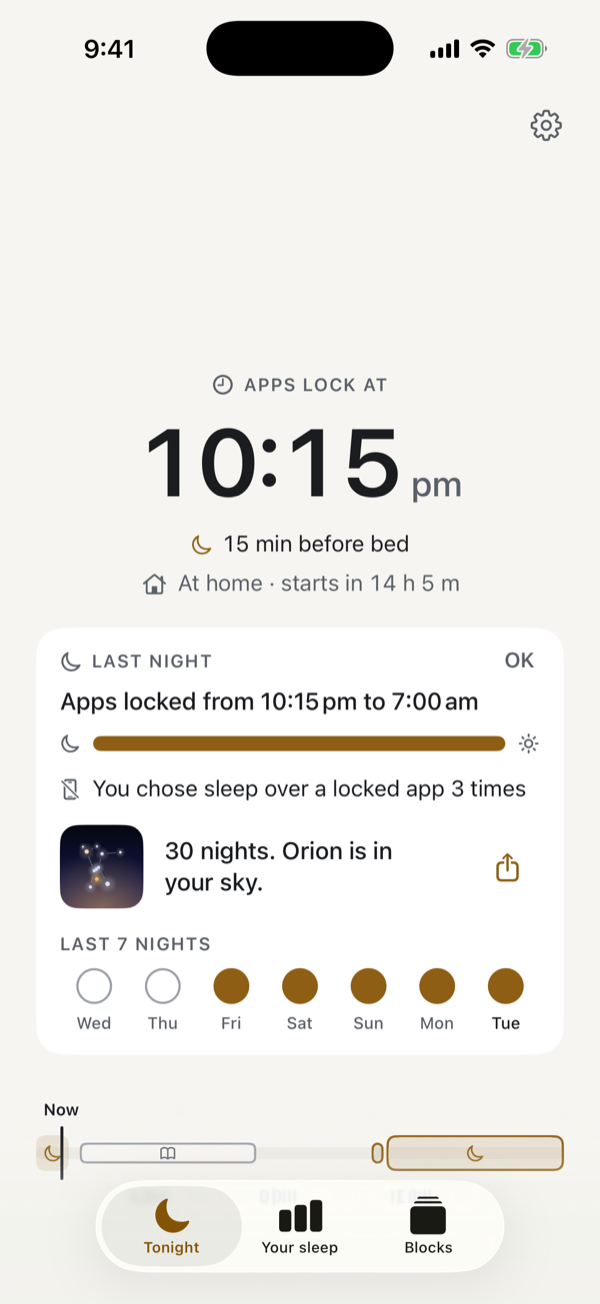 9:41
APPS LOCK AT
10:15 pm
15 min before bed
At home · starts in 14 h 5 m
LAST NIGHT
OK
Apps locked from 10:15 pm to 7:00 am
You chose sleep over a locked app 3 times
30 nights. Orion is in
your sky.
LAST 7 NIGHTS
Wed Thu Fri Sat Sun Mon Tue
Now
Tonight Your sleep Blocks